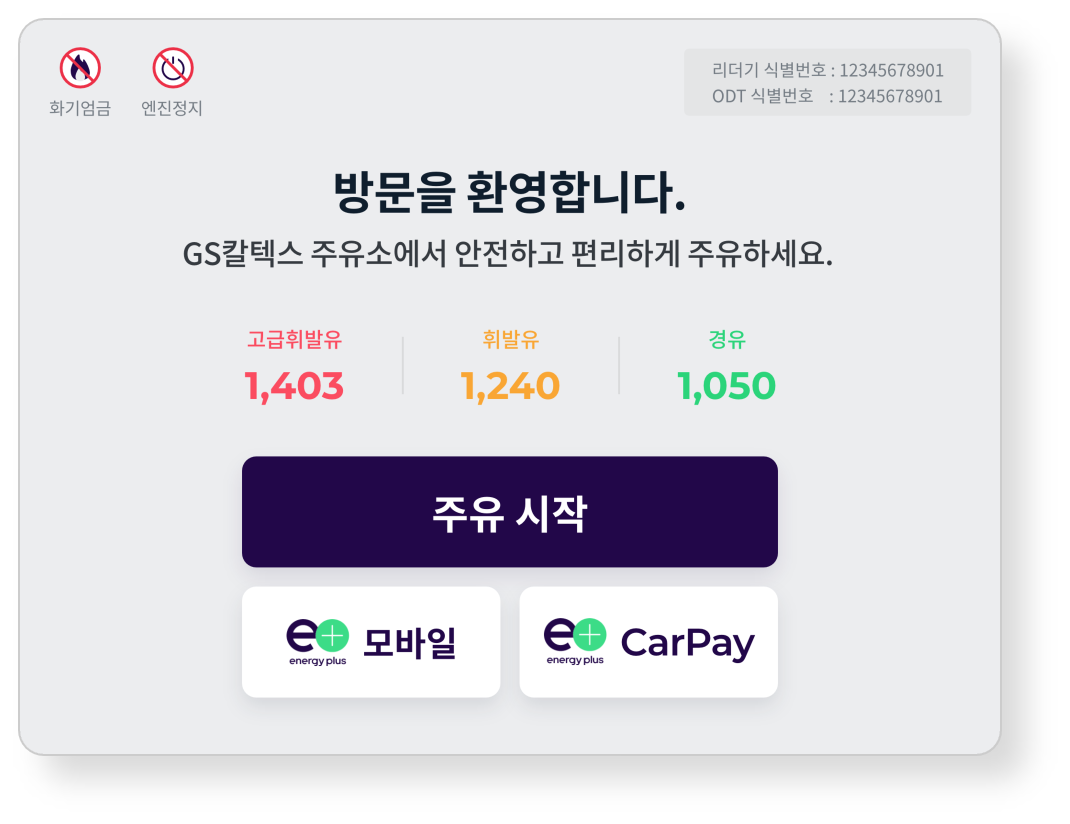 화기엄금
엔진정지
리더기 식별번호 : 12345678901
ODT 식별번호 : 12345678901
방문을 환영합니다.
GS칼텍스 주유소에서 안전하고 편리하게 주유하세요.
고급휘발유
1,403
휘발유
1,240
경유
1,050
주유 시작
e+
energy plus
모바일
e+
energy plus
CarPay